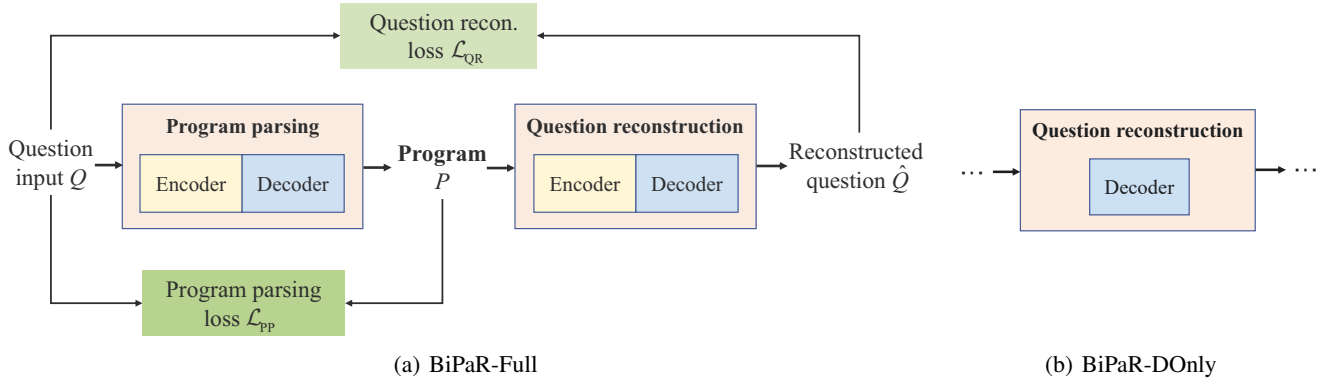 Question recon.
loss ℒQR
Program parsing
Encoder
Decoder
Question
input Q
Program
P
Question reconstruction
Encoder
Decoder
Reconstructed
question Q̂
Program parsing
loss ℒPP
(a) BiPaR-Full
Question reconstruction
...
Decoder
...
(b) BiPaR-DOnly